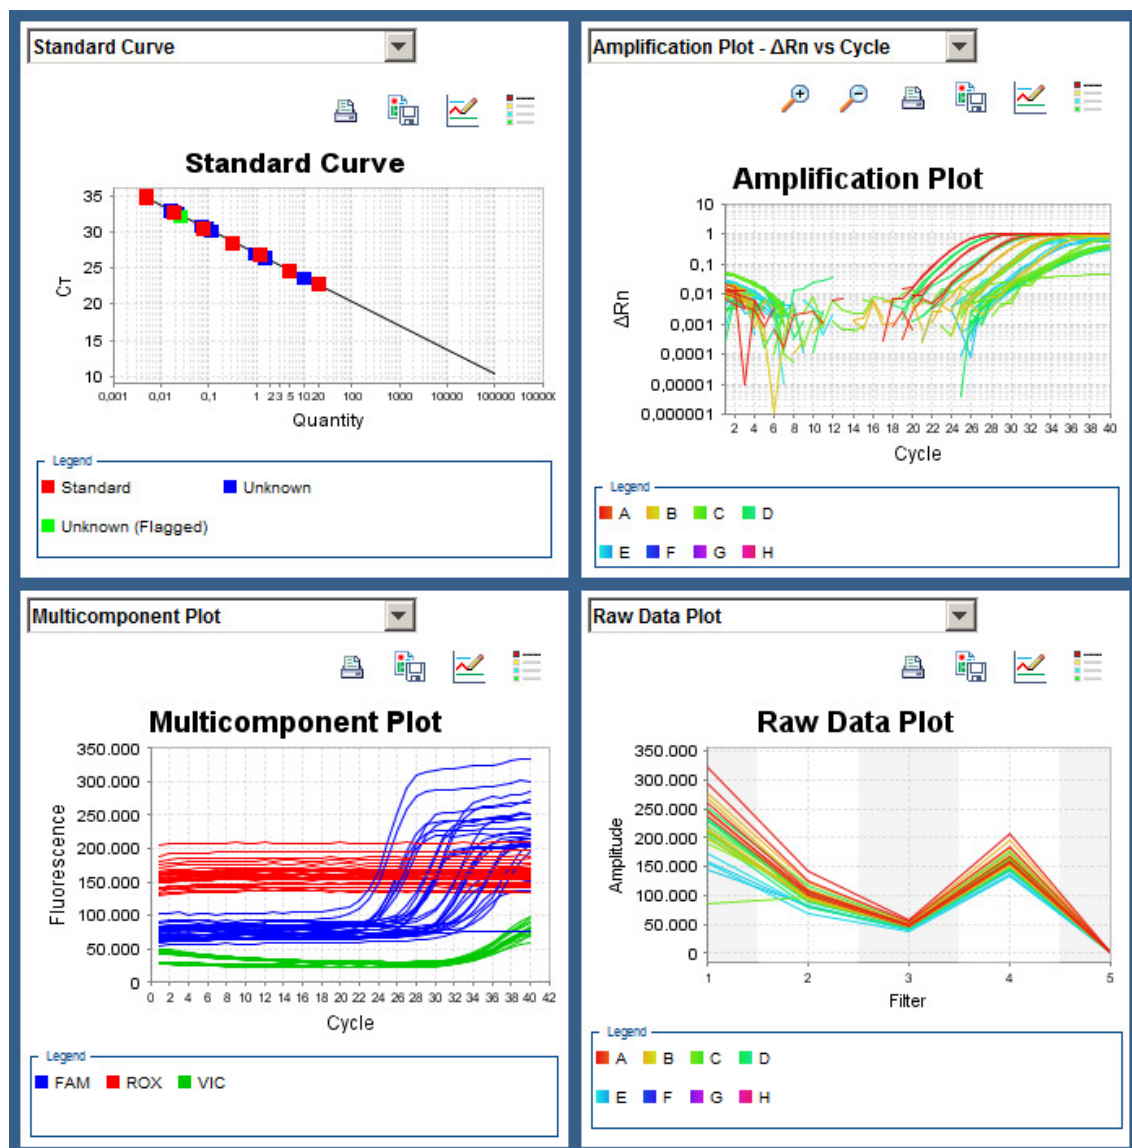 Standard Curve
Standard Curve
35
30
25
20
15
10
CT
0,001 0,01 0,1 1 2 3 5 10 20 100 1000 10000 100000
Quantity
Legend
Standard Unknown
Unknown (Flagged)
Amplification Plot - ΔRn vs Cycle
Amplification Plot
10
1
0,1
0,01
0,001
0,0001
0,00001
0,000001
ΔRn
2 4 6 8 10 12 14 16 18 20 22 24 26 28 30 32 34 36 38 40
Cycle
Legend
A B C D
E F G H
Multicomponent Plot
Multicomponent Plot
350.000
300.000
250.000
200.000
150.000
100.000
50.000
0
Fluorescence
0 2 4 6 8 10 12 14 16 18 20 22 24 26 28 30 32 34 36 38 40 42
Cycle
Legend
FAM ROX VIC
Raw Data Plot
Raw Data Plot
350.000
300.000
250.000
200.000
150.000
100.000
50.000
0
Amplitude
1 2 3 4 5
Filter
Legend
A B C D
E F G H